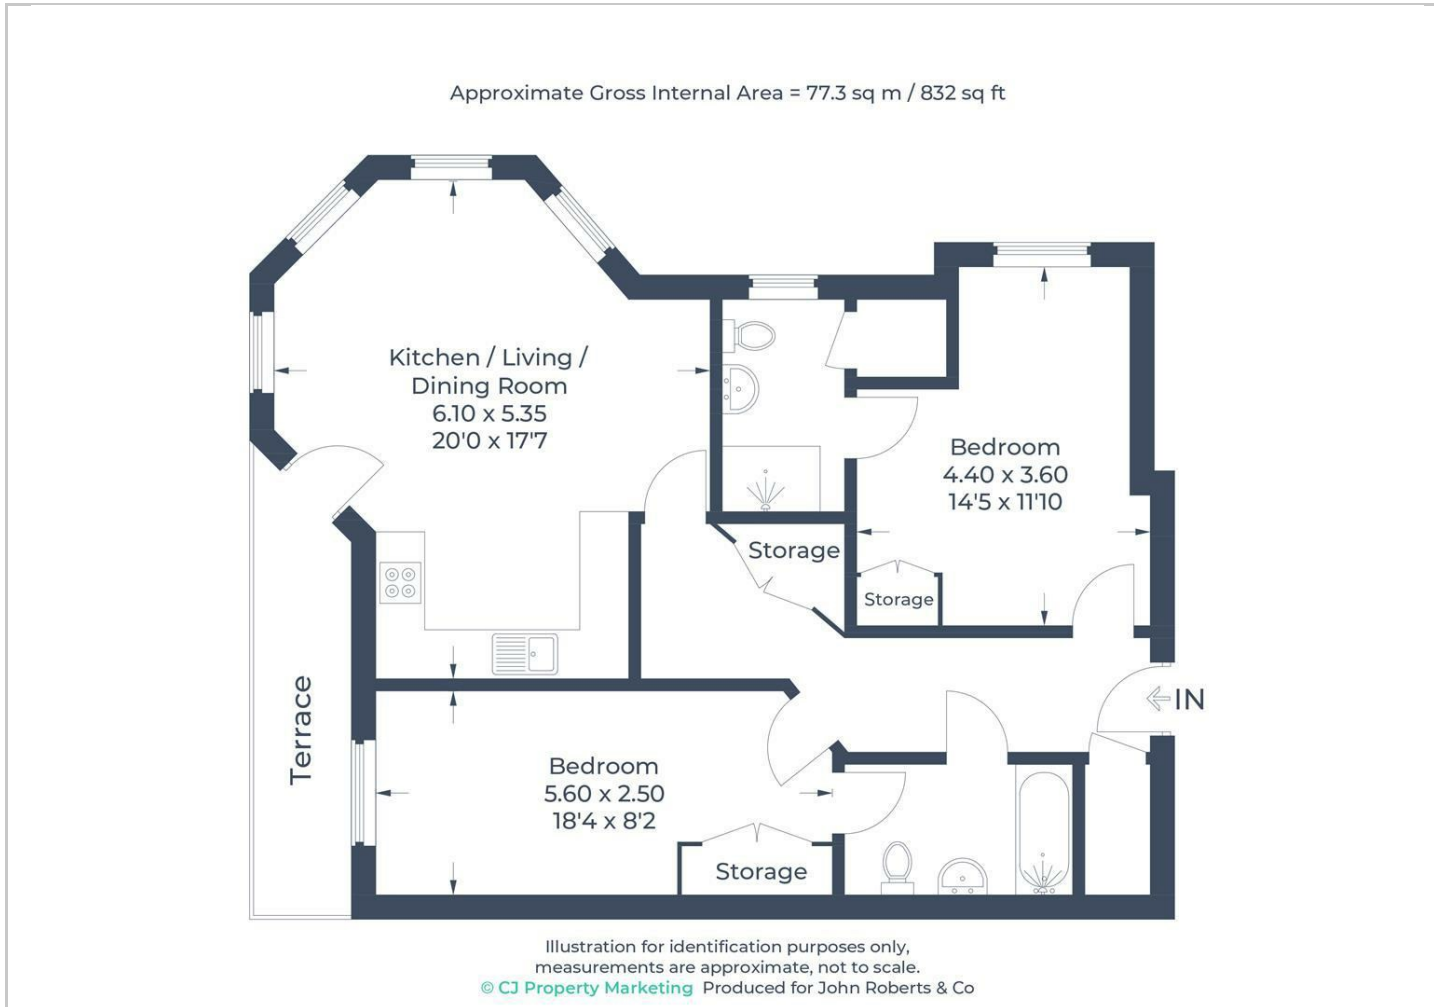 Approximate Gross Internal Area = 77.3 sq m / 832 sq ft
Kitchen / Living /
Dining Room
6.10 x 5.35
20'0 x 17'7
Bedroom
4.40 x 3.60
14'5 x 11'10
Storage
Storage
IN
Terrace
Bedroom
5.60 x 2.50
18'4 x 8'2
Storage
Illustration for identification purposes only,
measurements are approximate, not to scale.
© CJ Property Marketing Produced for John Roberts & Co